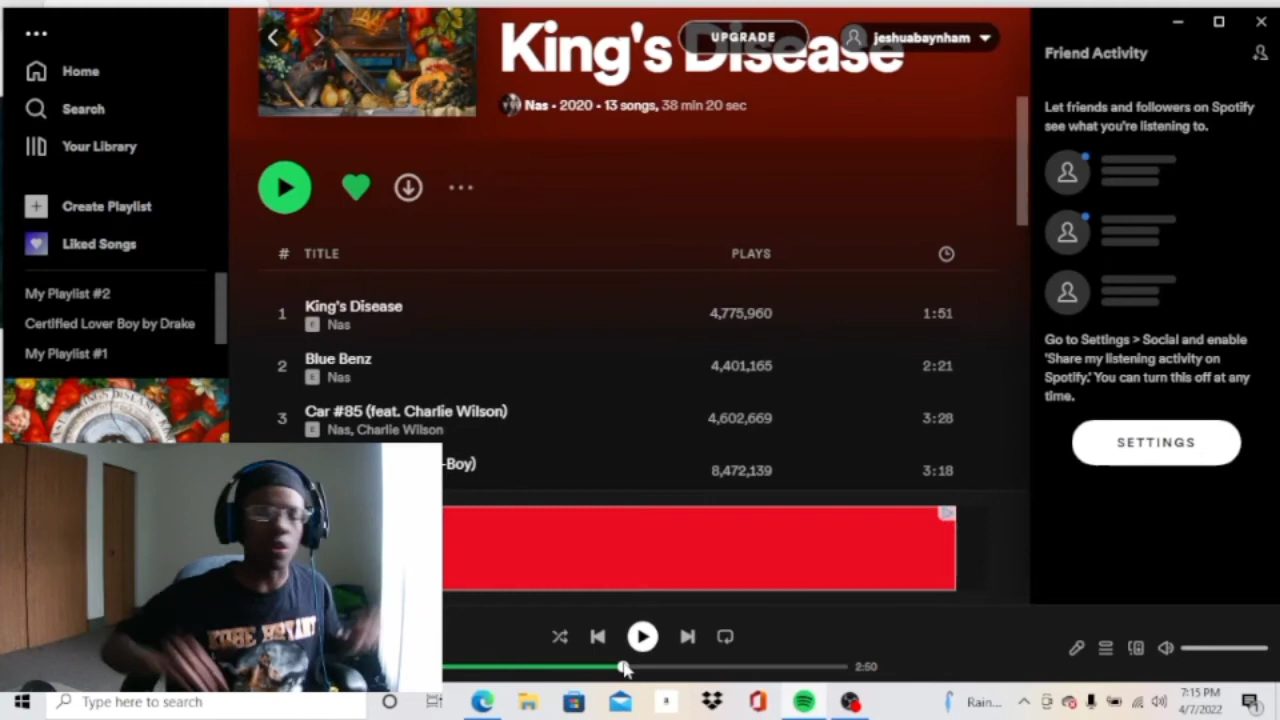 King's Disease
UPGRADE
jeshuabaynham
Nas • 2020 • 13 songs, 38 min 20 sec
Home
Search
Your Library
Create Playlist
Liked Songs
My Playlist #2
Certified Lover Boy by Drake
My Playlist #1
# TITLE PLAYS
1 King's Disease 4,775,960 1:51
E Nas
2 Blue Benz 4,401,165 2:21
E Nas
3 Car #85 (feat. Charlie Wilson) 4,602,669 3:28
E Nas, Charlie Wilson
-Boy) 8,472,139 3:18
Friend Activity
Let friends and followers on Spotify
see what you're listening to.
Go to Settings > Social and enable
'Share my listening activity on
Spotify.' You can turn this off at any
time.
SETTINGS
KOBE BRYANT
2:50
Type here to search
a
Rain...
7:15 PM
4/7/2022